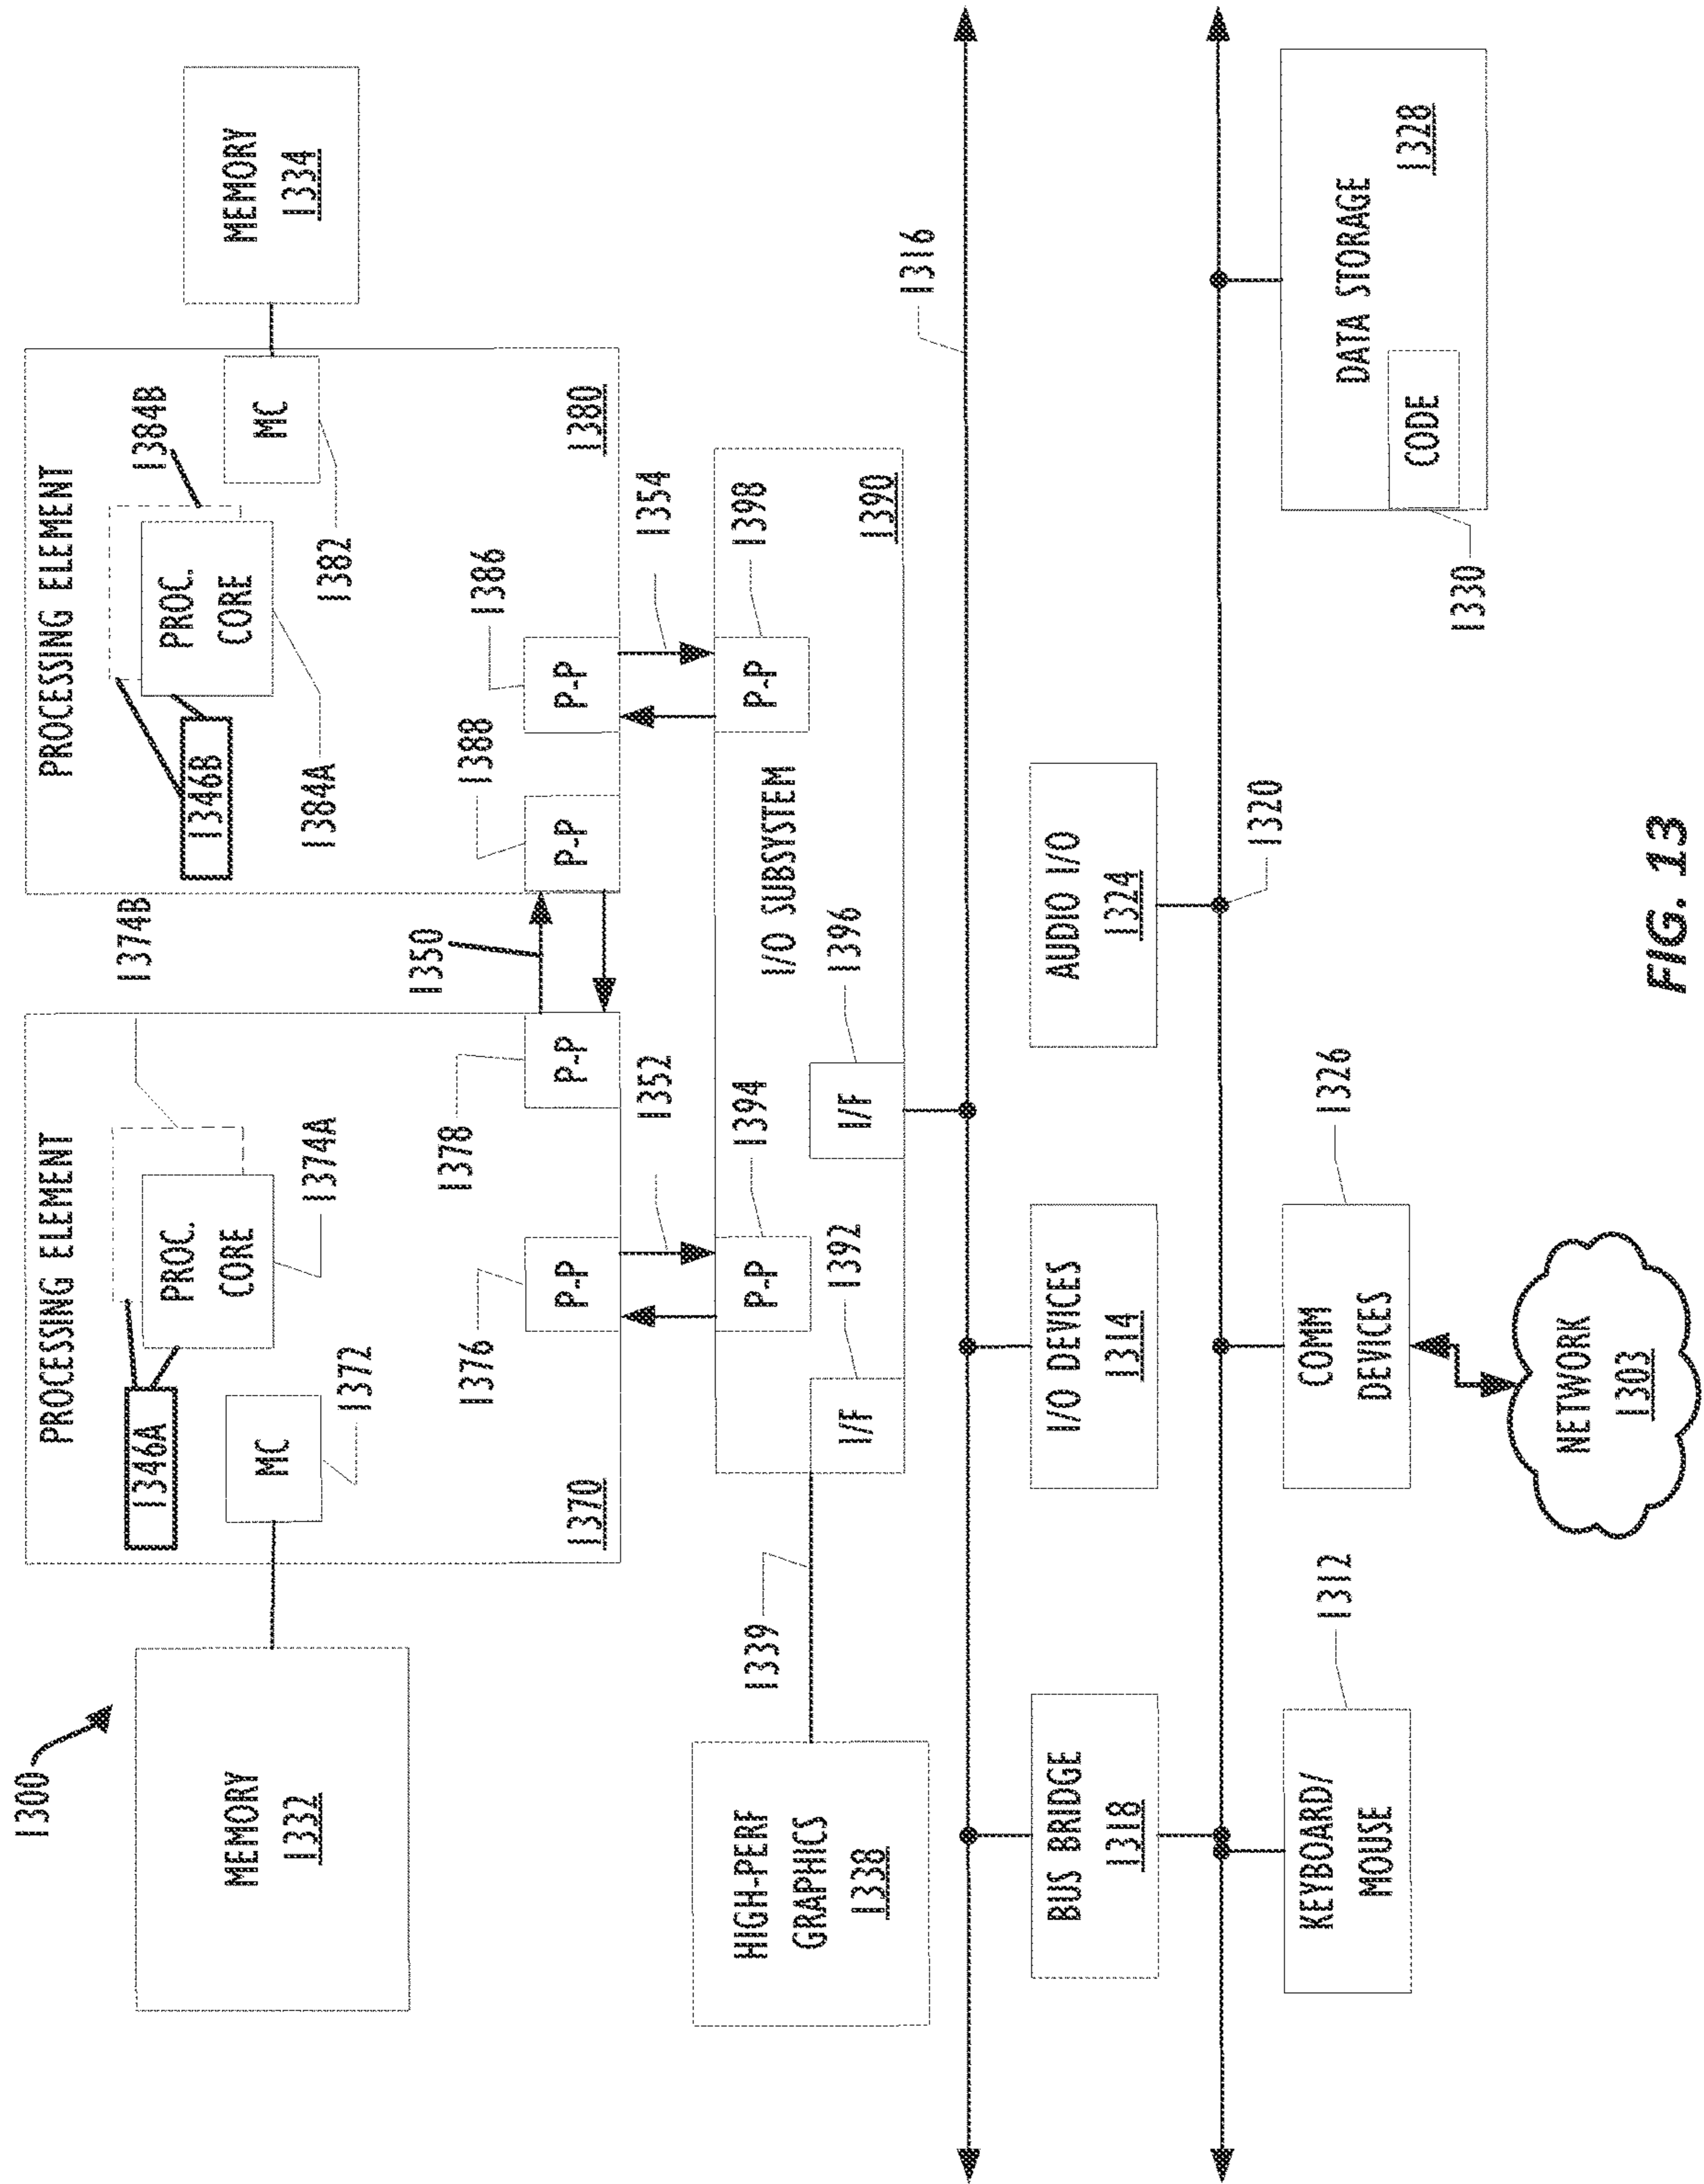 1300
MEMORY
1332
PROCESSING ELEMENT
1346A
MC
1372
PROC.
CORE
1374A
1374B
1370
1376
P-P
1378
P-P
1350
PROCESSING ELEMENT
1346B
PROC.
CORE
1384A
1384B
MC
1382
1388
P-P
1386
P-P
1380
MEMORY
1334
1352
1354
HIGH-PERF
GRAPHICS
1338
1339
I/F
1392
P-P
1394
I/F
1396
I/O SUBSYSTEM
P-P
1398
1390
1316
BUS BRIDGE
1318
I/O DEVICES
1314
AUDIO I/O
1324
1320
KEYBOARD/
MOUSE
1312
COMM
DEVICES
1326
NETWORK
1303
DATA STORAGE
1328
CODE
1330
FIG. 13